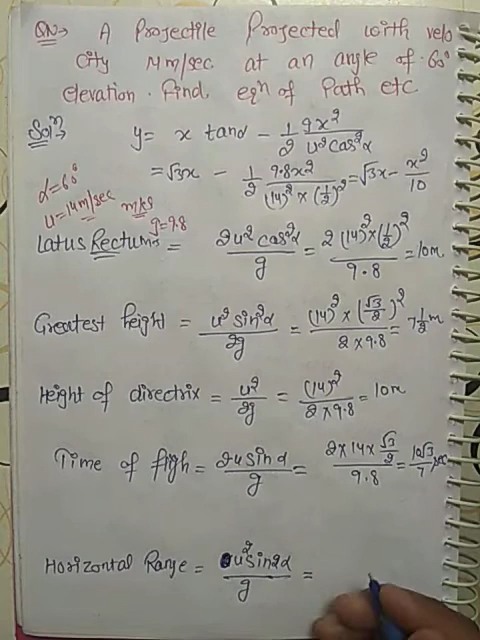 QN→ A Projectile Projected with velo
city 14m/sec at an angle of 60°
elevation. Find eqn of Path etc
Soln→ y = x tanα - 1/2 gx²/u²cos²α
α=60°
u=14m/sec
m/kg
g=9.8
= √3x - 1/2 9.8x²/(14)²×(1/2)² = √3x - x²/10
Latus Rectum = 2u²cos²α/g = 2(14)²×(1/2)²/9.8 = 10m
Greatest height = u²sin²α/2g = (14)²×(√3/2)²/2×9.8 = 7 1/2 m
Height of directrix = u²/2g = (14)²/2×9.8 = 10m
Time of fligh = 2usinα/g = 2×14×√3/2/9.8 = 10√3/7 sec
Horizontal Range = u²sin2α/g =